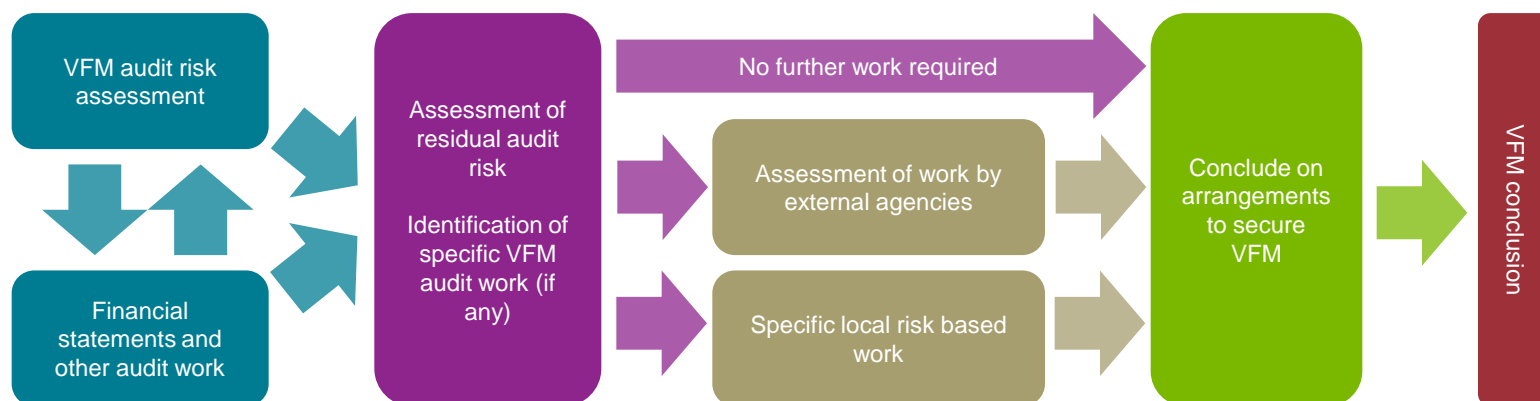 VFM audit risk
assessment
Financial
statements and
other audit work
Assessment of
residual audit
risk
Identification of
specific VFM
audit work (if
any)
No further work required
Assessment of work by
external agencies
Specific local risk based
work
Conclude on
arrangements
to secure
VFM
VFM conclusion